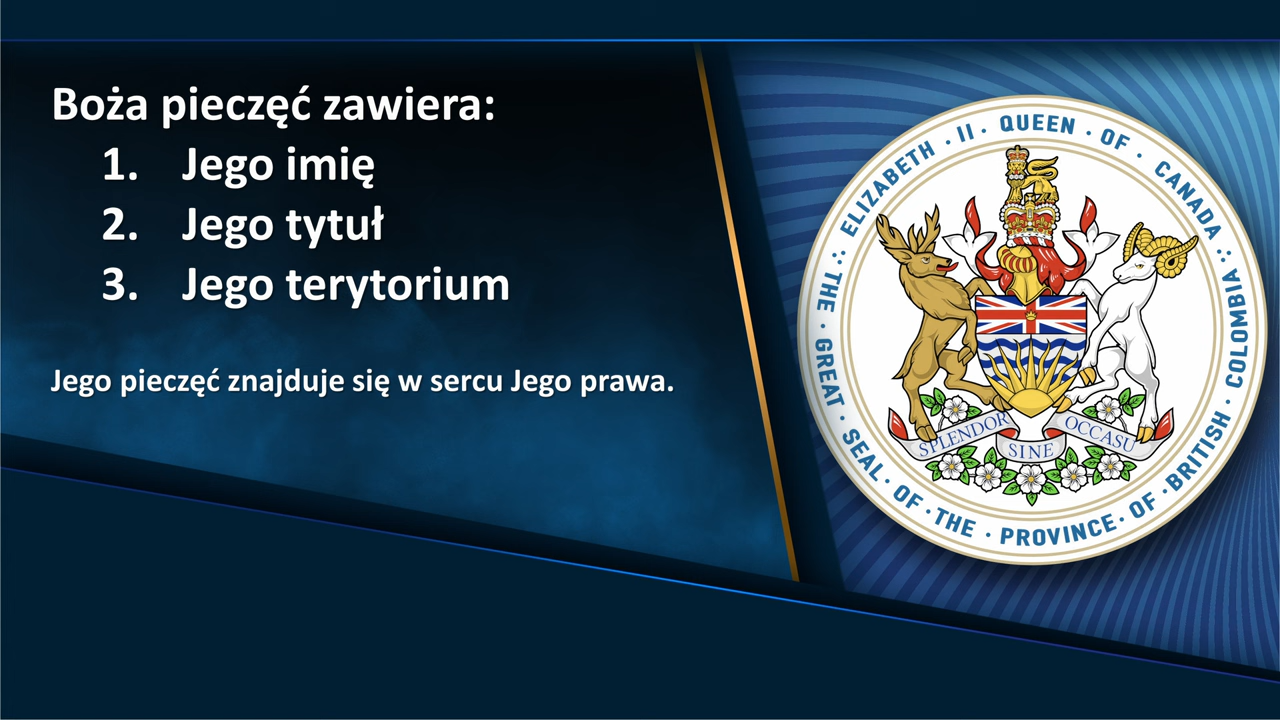 Boża pieczęć zawiera:
1. Jego imię
2. Jego tytuł
3. Jego terytorium
Jego pieczęć znajduje się w sercu Jego prawa.
· ELIZABETH · II · QUEEN · OF · CANADA ·
THE · GREAT · SEAL · OF · THE · PROVINCE · OF · BRITISH · COLOMBIA
SPLENDOR SINE OCCASU